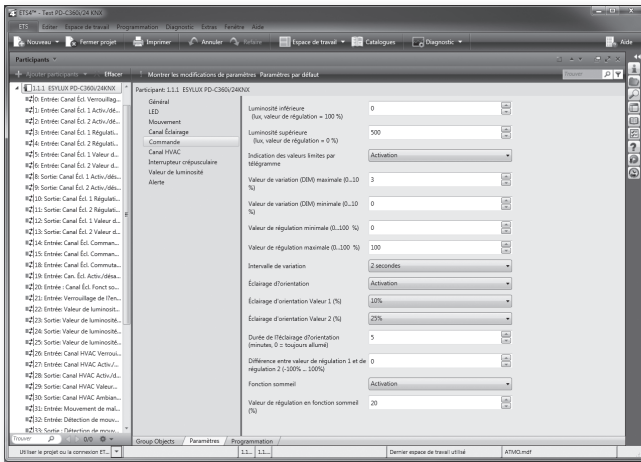 ETS4™ - Test PD-C360i/24 KNX
ETS Editer Espace de travail Programmation Diagnostic Extras Fenêtre Aide
Nouveau Fermer projet Imprimer Annuler Refaire Espace de travail Catalogues Diagnostic Aide
Participants
Ajouter participants Effacer Montrer les modifications de paramètres Paramètres par défaut Trouver
1.1.1 ESYLUX PD-C360i/24KNX
0: Entrée: Canal Écl. Verrouillag...
1: Entrée: Canal Écl. 1 Activ./dé...
2: Entrée: Canal Écl. 2 Activ./dé...
3: Entrée: Canal Écl. 1 Régulati...
4: Entrée: Canal Écl. 2 Régulati...
5: Entrée: Canal Écl. 1 Valeur d...
6: Entrée: Canal Écl. 2 Valeur d...
8: Sortie: Canal Écl. 1 Activ./dés...
9: Sortie: Canal Écl. 2 Activ./dés...
10: Sortie: Canal Écl. 1 Régulati...
11: Sortie: Canal Écl. 2 Régulati...
12: Sortie: Canal Écl. 1 Valeur d...
13: Sortie: Canal Écl. 2 Valeur d...
14: Entrée: Canal Écl. Comman...
15: Entrée: Canal Écl. Comman...
18: Entrée: Canal Écl. Commuta...
19: Entrée: Can. Écl. Activ./désa...
20: Entrée : Canal Écl. Fonct so...
21: Entrée: Verrouillage de l?en...
22: Entrée: Valeur de luminosit...
23: Sortie: Valeur de luminosité...
24: Sortie: Valeur de luminosité...
25: Sortie: Valeur de luminosité...
26: Entrée: Canal HVAC Verroui...
27: Entrée: Canal HVAC Activ./...
28: Sortie: Canal HVAC Activ./d...
29: Sortie: Canal HVAC Valeur...
30: Sortie: Canal HVAC Ambian...
31: Entrée: Mouvement de mal...
32: Entrée: Détection de mouv...
33: Sortie : Détection de mouv...
Participant: 1.1.1 ESYLUX PD-C360i/24KNX
Général
LED
Mouvement
Canal Éclairage
Commande
Canal HVAC
Interrupteur crépusculaire
Valeur de luminosité
Alerte
Luminosité inférieure 0
(lux, valeur de régulation = 100 %)
Luminosité supérieure 500
(lux, valeur de régulation = 0 %)
Indication des valeurs limites par Activation
télégramme
Valeur de variation (DIM) maximale (0...10 3
%)
Valeur de variation (DIM) minimale (0...10 0
%)
Valeur de régulation minimale (0...100 %) 0
Valeur de régulation maximale (0...100 %) 100
Intervalle de variation 2 secondes
Éclairage d?orientation Activation
Éclairage d'orientation Valeur 1 (%) 10%
Éclairage d'orientation Valeur 2 (%) 25%
Durée de l?éclairage d?orientation 5
(minutes, 0 = toujours allumé)
Différence entre valeur de régulation 1 et de 0
régulation 2 (-100% ... 100%)
Fonction sommeil Activation
Valeur de régulation en fonction sommeil 20
(%)
Trouver 0/0
Group Objects Paramètres Programmation
Utiliser le projet ou la connexion ET... 1.1... 1.1... Dernier espace de travail utilisé ATMO.mdf